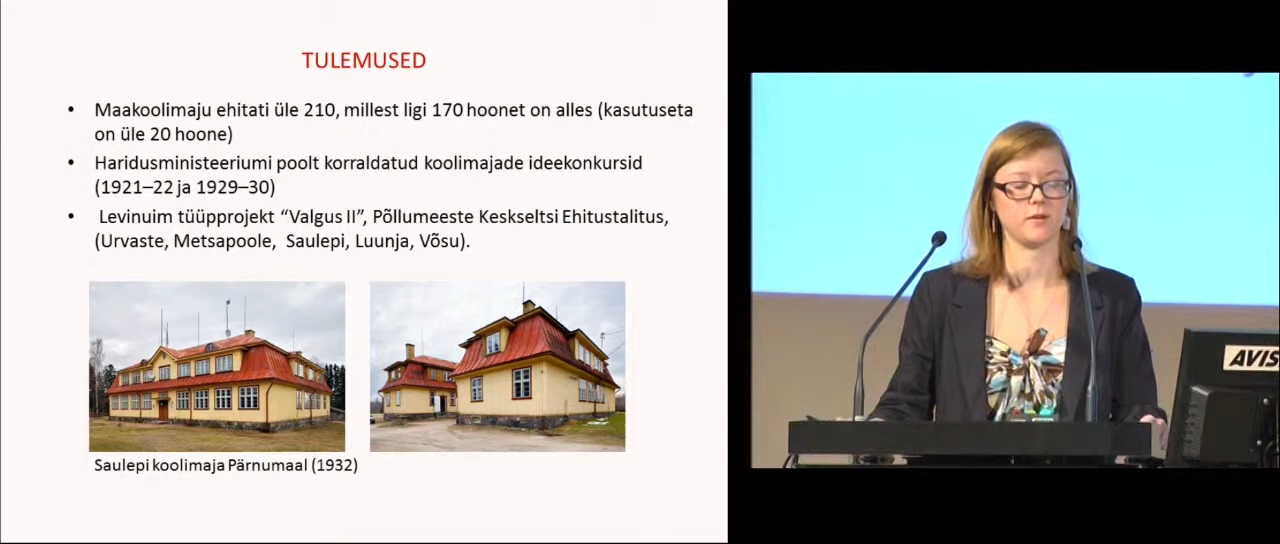 TULEMUSED
• Maakoolimaju ehitati üle 210, millest ligi 170 hoonet on alles (kasutuseta
on üle 20 hoone)
• Haridusministeeriumi poolt korraldatud koolimajade ideekonkursid
(1921–22 ja 1929–30)
• Levinuim tüüpprojekt “Valgus II”, Põllumeeste Keskseltsi Ehitustalitus,
(Urvaste, Metsapoole, Saulepi, Luunja, Võsu).
Saulepi koolimaja Pärnumaal (1932)
AVIS